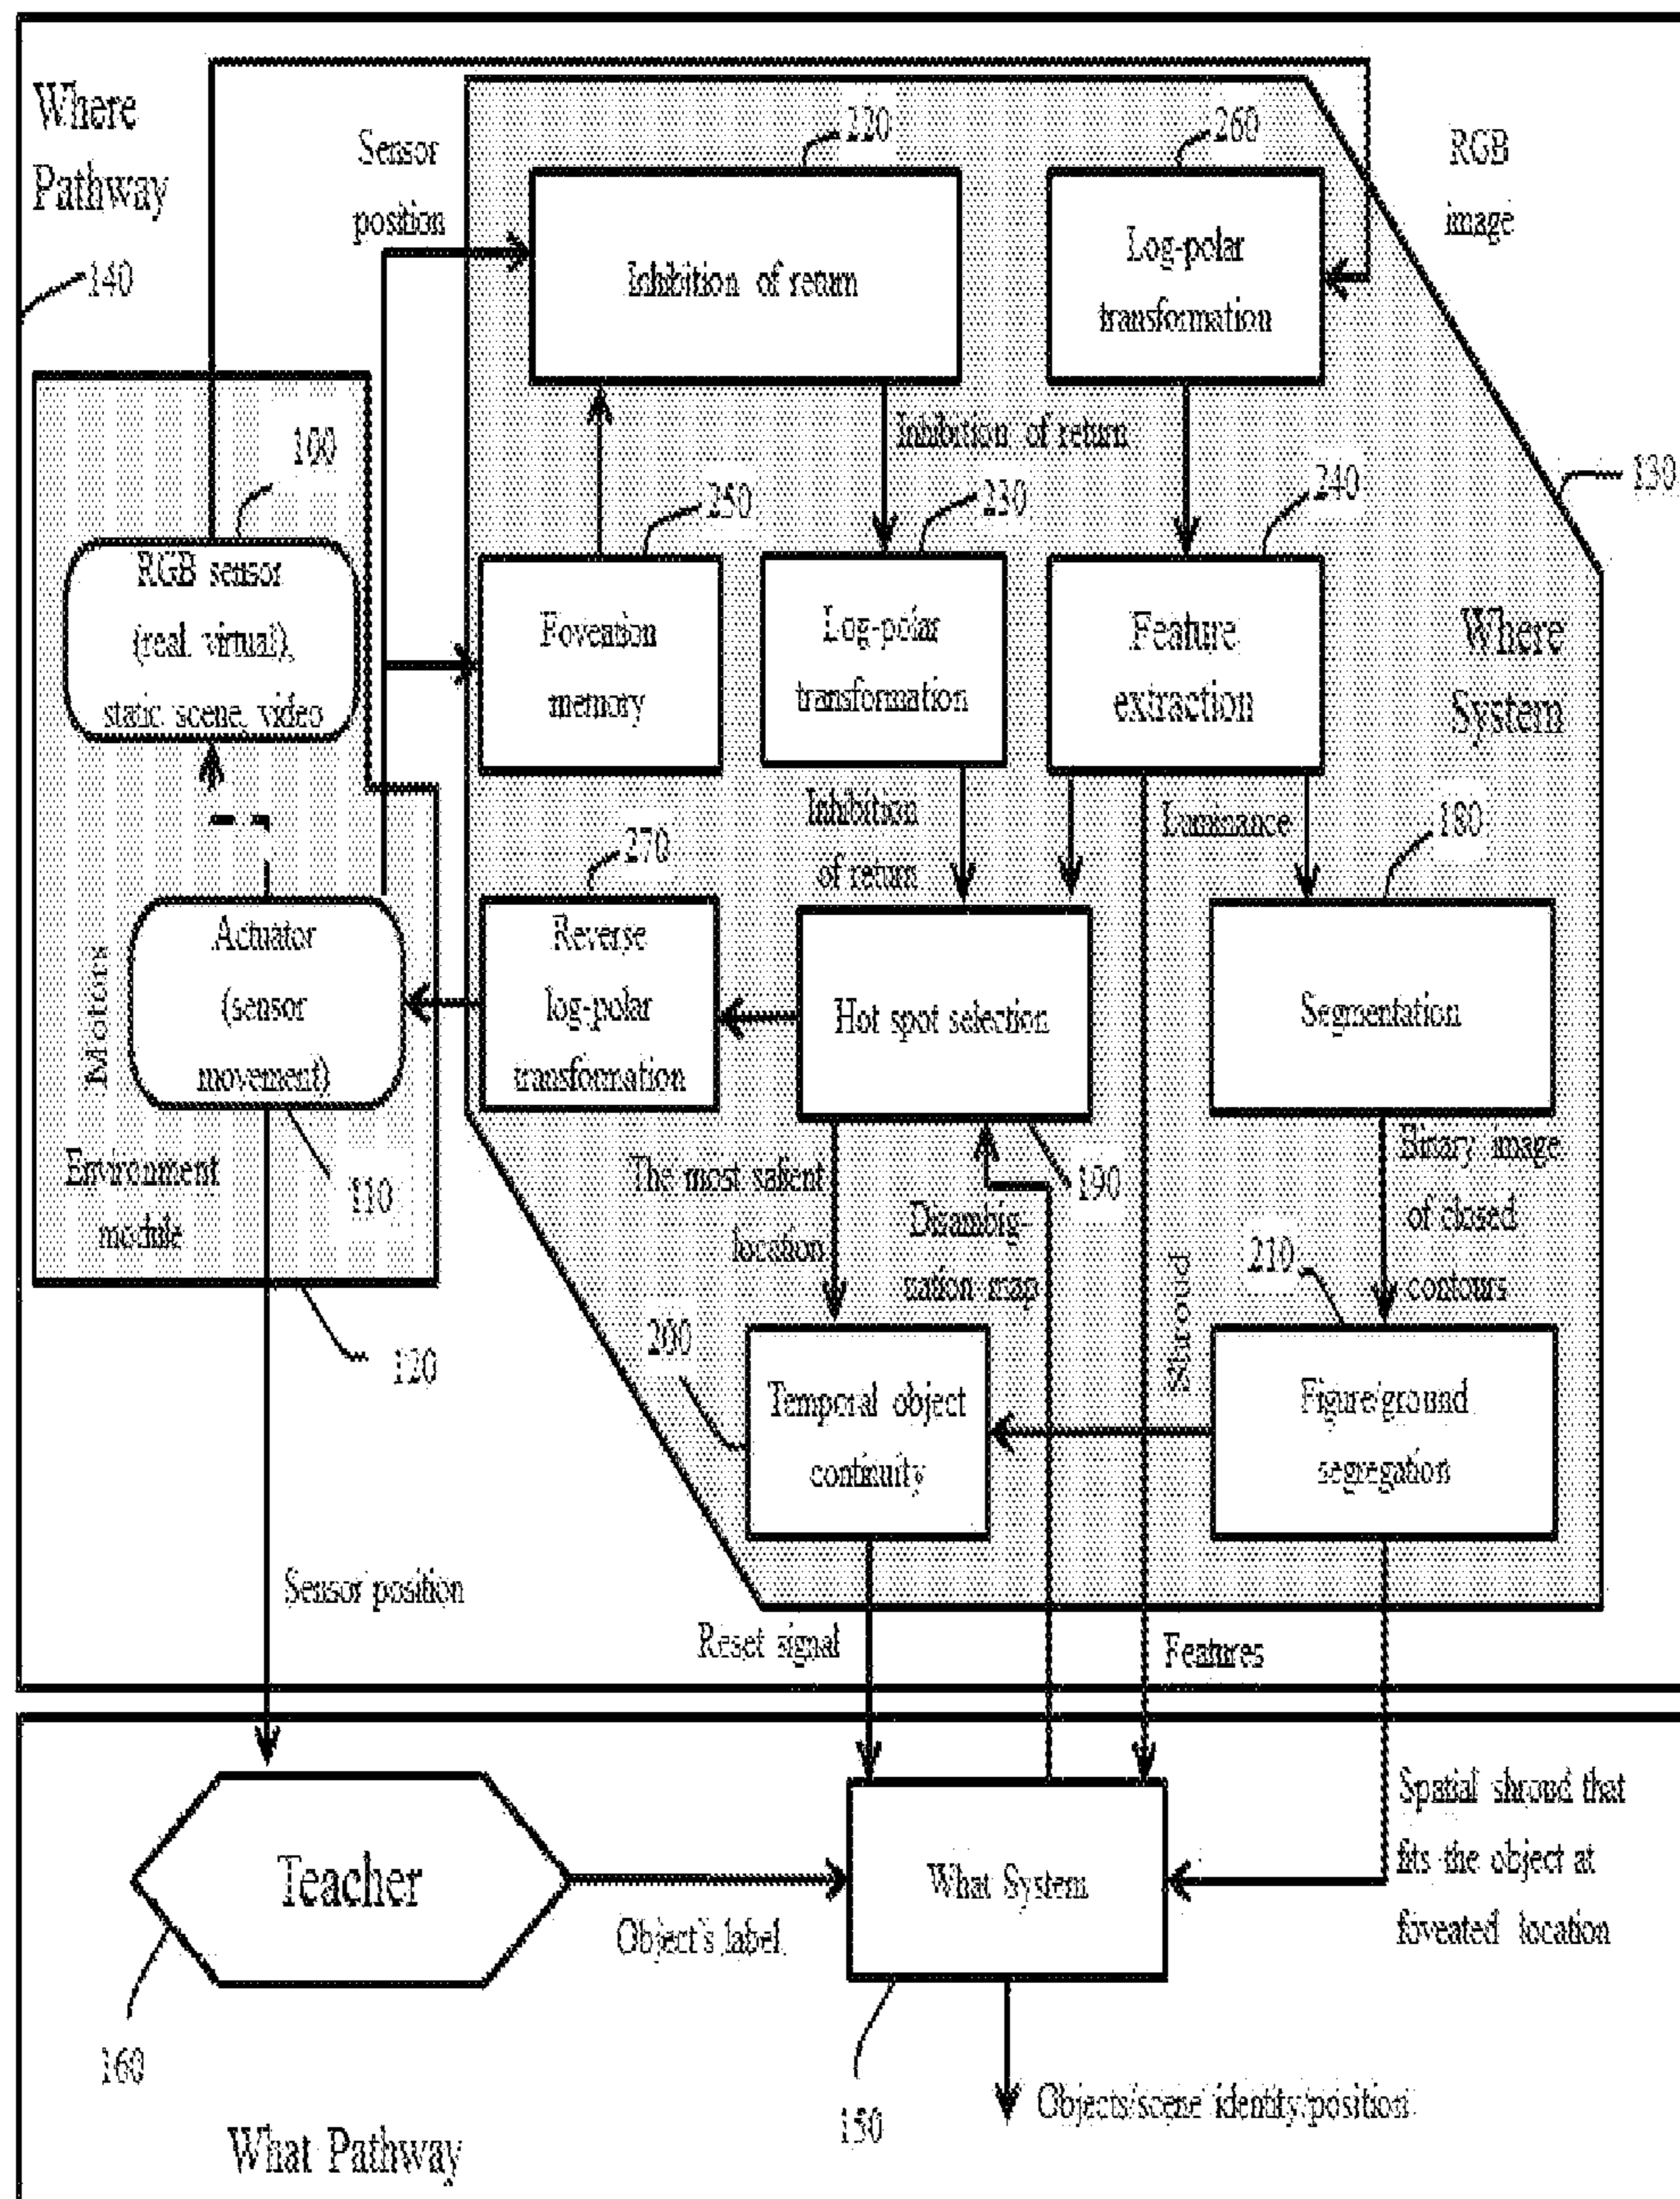 Where
Pathway
140
Sensor
position
220
Inhibition of return
260
Log-polar
transformation
RGB
image
100
RGB sensor
(real. virtual),
static scene, video
Inhibition of return
130
250
Fovention
memory
230
Log-polar
transformation
240
Feature
extraction
Where
System
Inhibition
of return
Luminance
180
Motors
Actuator
(sensor
movement)
110
270
Reverse
log-polar
transformation
Hot spot selection
190
Segmentation
Environment
module
120
The most salient
location
Disambig-
uation map
Shroud
Binary image
of closed
contours
210
200
Temporal object
continuity
Figure/ground
segregation
Sensor position
Reset signal
Features
Teacher
160
Object's label
What System
150
Spatial shroud that
fits the object at
foveated location
Objects/scene identity/position
What Pathway